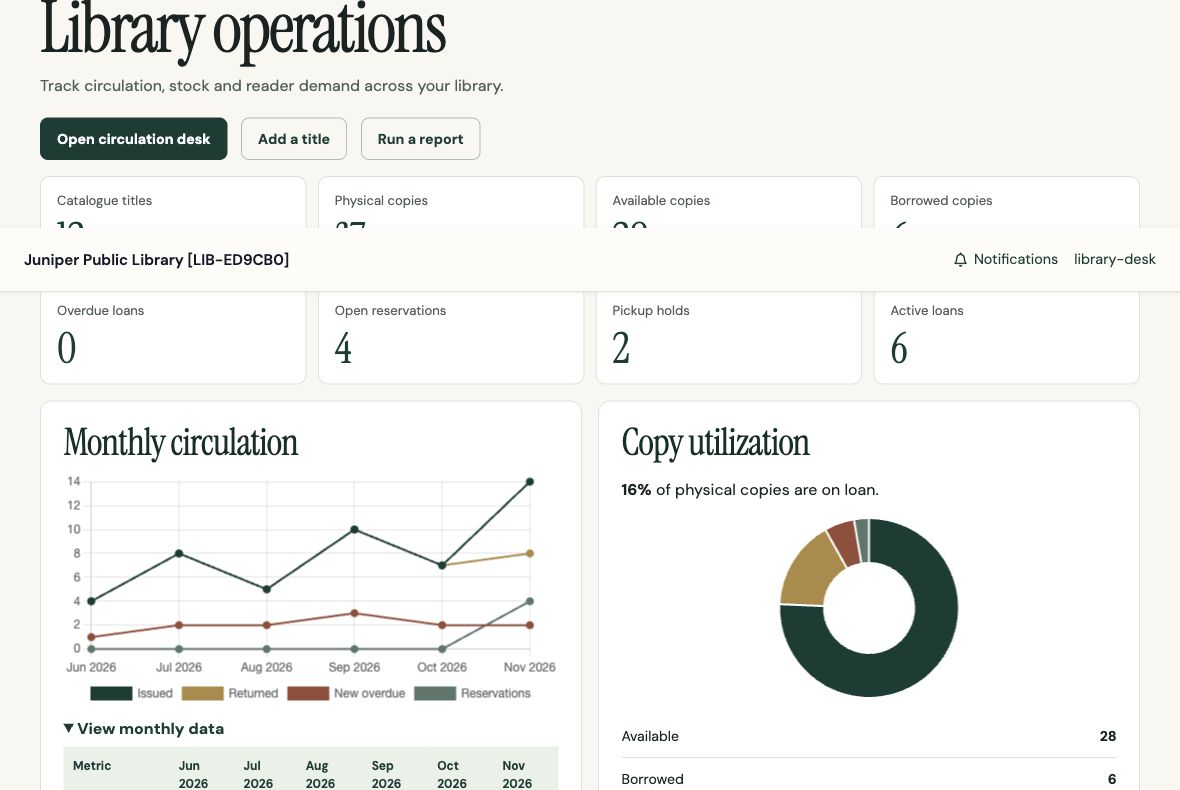 Library operations
Track circulation, stock and reader demand across your library.
Open circulation desk Add a title Run a report
Catalogue titles Physical copies Available copies Borrowed copies
Juniper Public Library [LIB-ED9CB0] Notifications library-desk
Overdue loans Open reservations Pickup holds Active loans
0 4 2 6
Monthly circulation
14
12
10
8
6
4
2
0
Jun 2026 Jul 2026 Aug 2026 Sep 2026 Oct 2026 Nov 2026
Issued Returned New overdue Reservations
▼ View monthly data
Metric Jun 2026 Jul 2026 Aug 2026 Sep 2026 Oct 2026 Nov 2026
Copy utilization
16% of physical copies are on loan.
Available 28
Borrowed 6